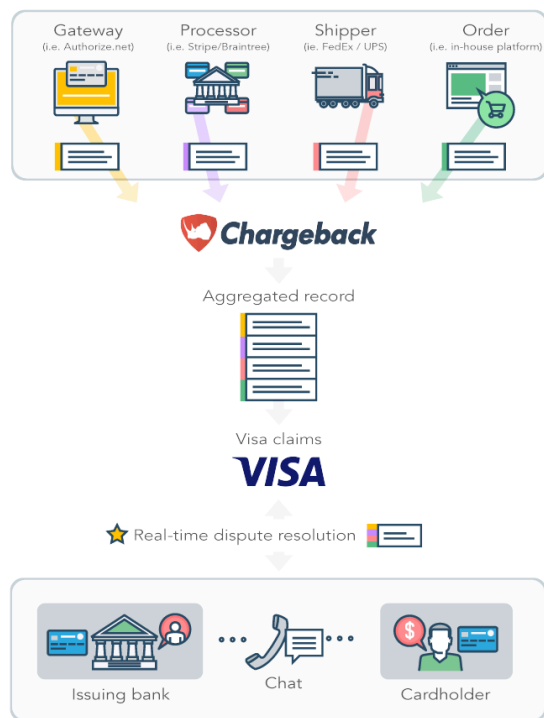 Gateway
(i.e. Authorize.net)
Processor
(i.e. Stripe/Braintree)
Shipper
(ie. FedEx / UPS)
Order
(i.e. in-house platform)
Chargeback
Aggregated record
Visa claims
VISA
Real-time dispute resolution
$
Issuing bank
Chat
Cardholder